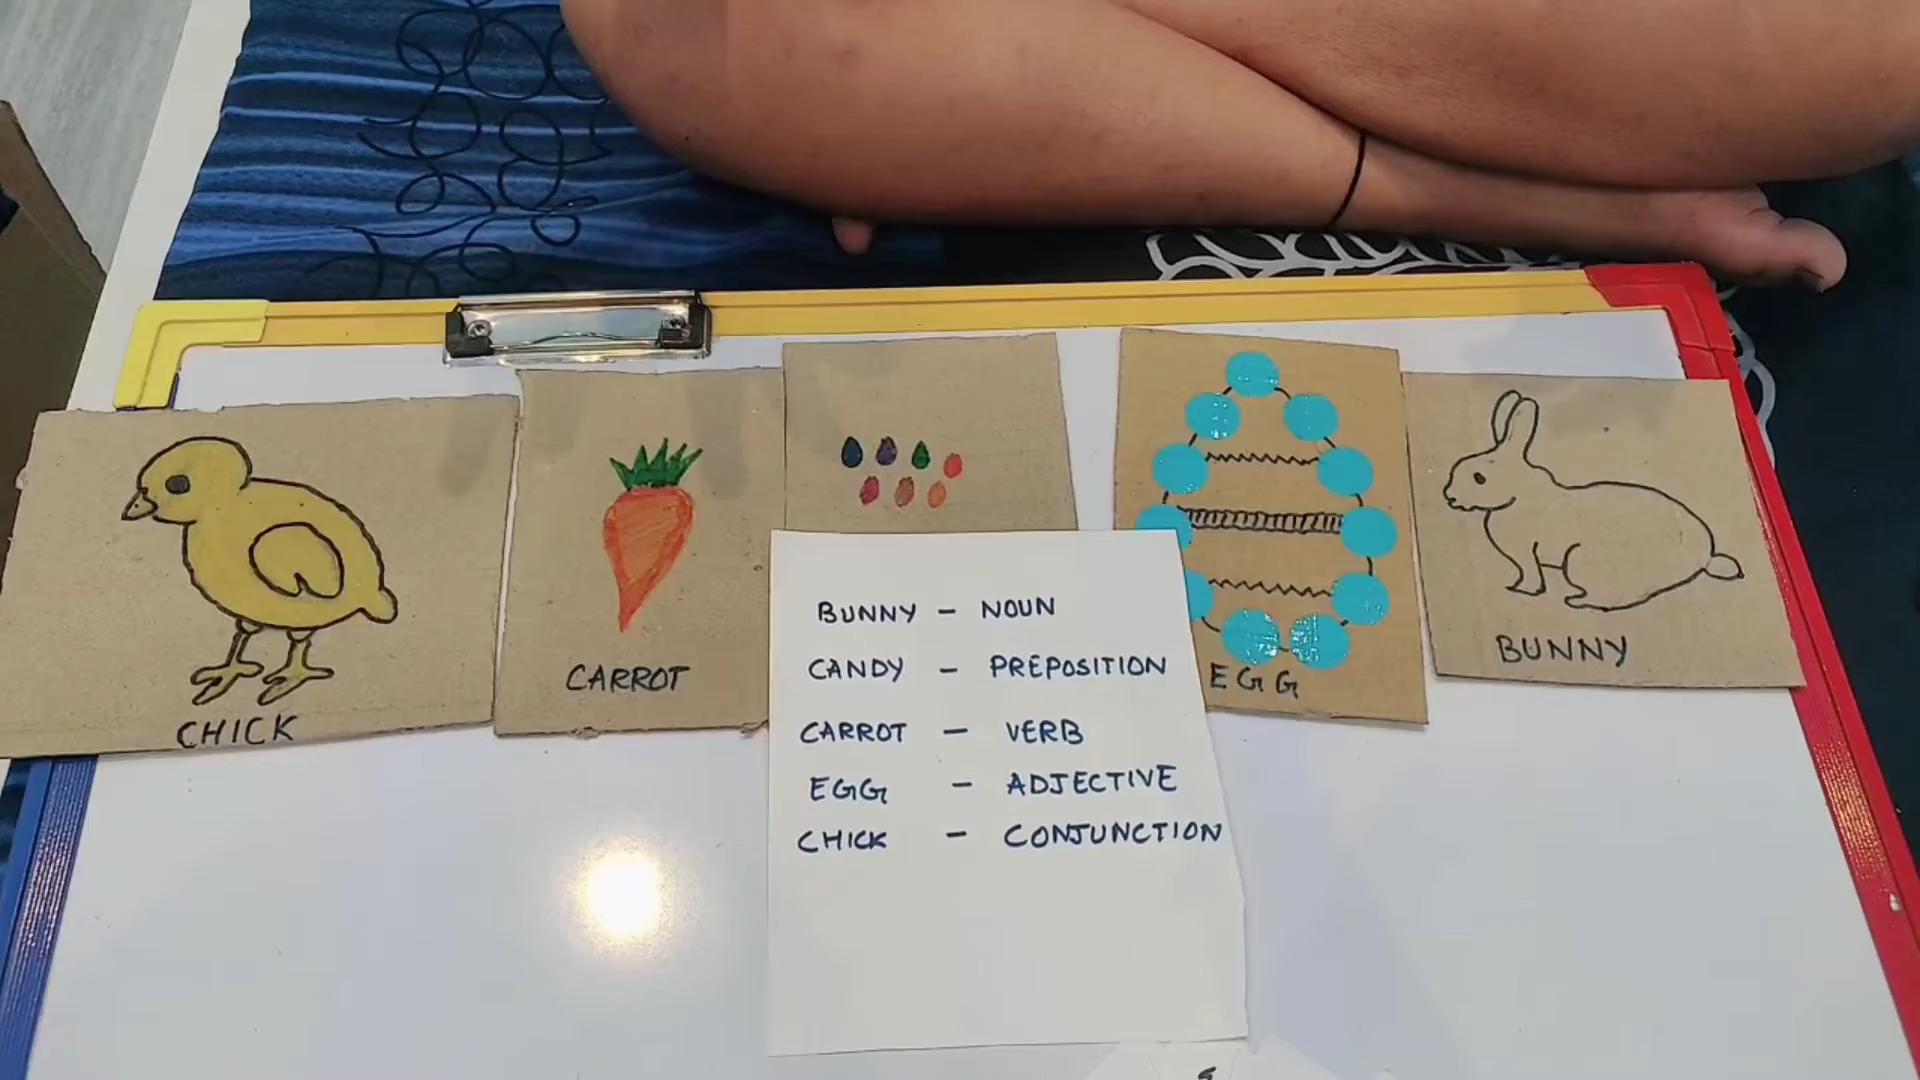 CHICK
CARROT
EGG
BUNNY
BUNNY – NOUN
CANDY – PREPOSITION
CARROT – VERB
EGG – ADJECTIVE
CHICK – CONJUNCTION